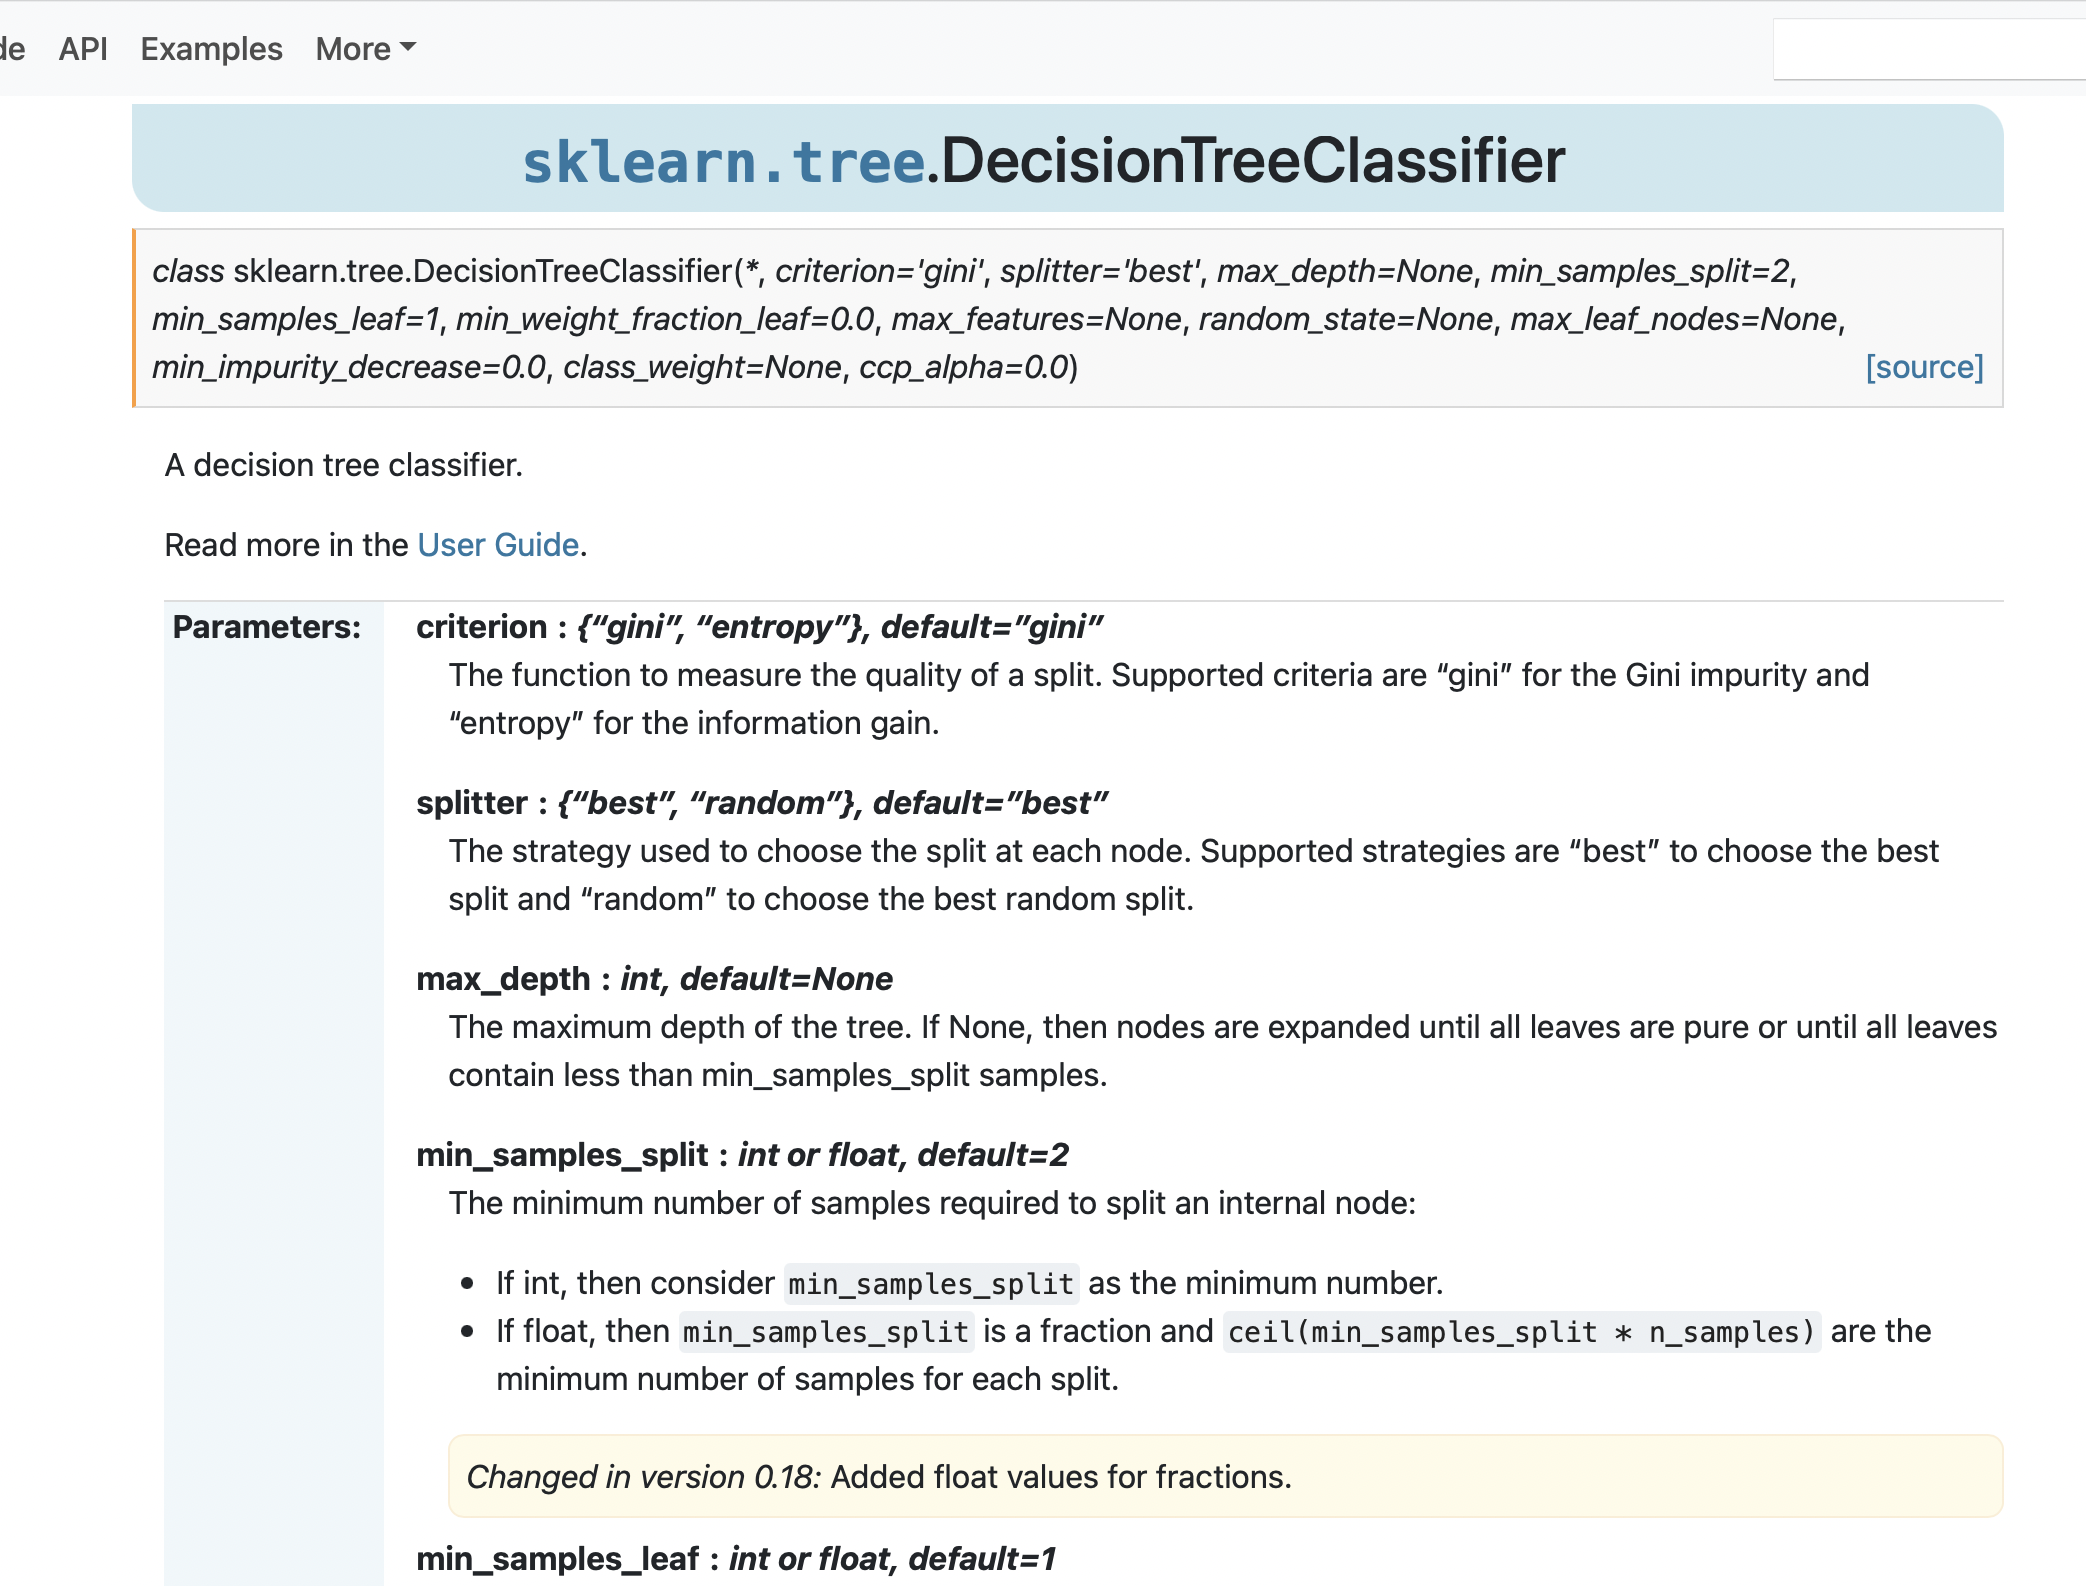 de API Examples More
sklearn.tree.DecisionTreeClassifier
class sklearn.tree.DecisionTreeClassifier(*, criterion='gini', splitter='best', max_depth=None, min_samples_split=2,
min_samples_leaf=1, min_weight_fraction_leaf=0.0, max_features=None, random_state=None, max_leaf_nodes=None,
min_impurity_decrease=0.0, class_weight=None, ccp_alpha=0.0) [source]
A decision tree classifier.
Read more in the User Guide.
Parameters: criterion : {“gini”, “entropy”}, default=”gini”
The function to measure the quality of a split. Supported criteria are “gini” for the Gini impurity and
“entropy” for the information gain.
splitter : {“best”, “random”}, default=”best”
The strategy used to choose the split at each node. Supported strategies are “best” to choose the best
split and “random” to choose the best random split.
max_depth : int, default=None
The maximum depth of the tree. If None, then nodes are expanded until all leaves are pure or until all leaves
contain less than min_samples_split samples.
min_samples_split : int or float, default=2
The minimum number of samples required to split an internal node:
• If int, then consider min_samples_split as the minimum number.
• If float, then min_samples_split is a fraction and ceil(min_samples_split * n_samples) are the
minimum number of samples for each split.
Changed in version 0.18: Added float values for fractions.
min_samples_leaf : int or float, default=1